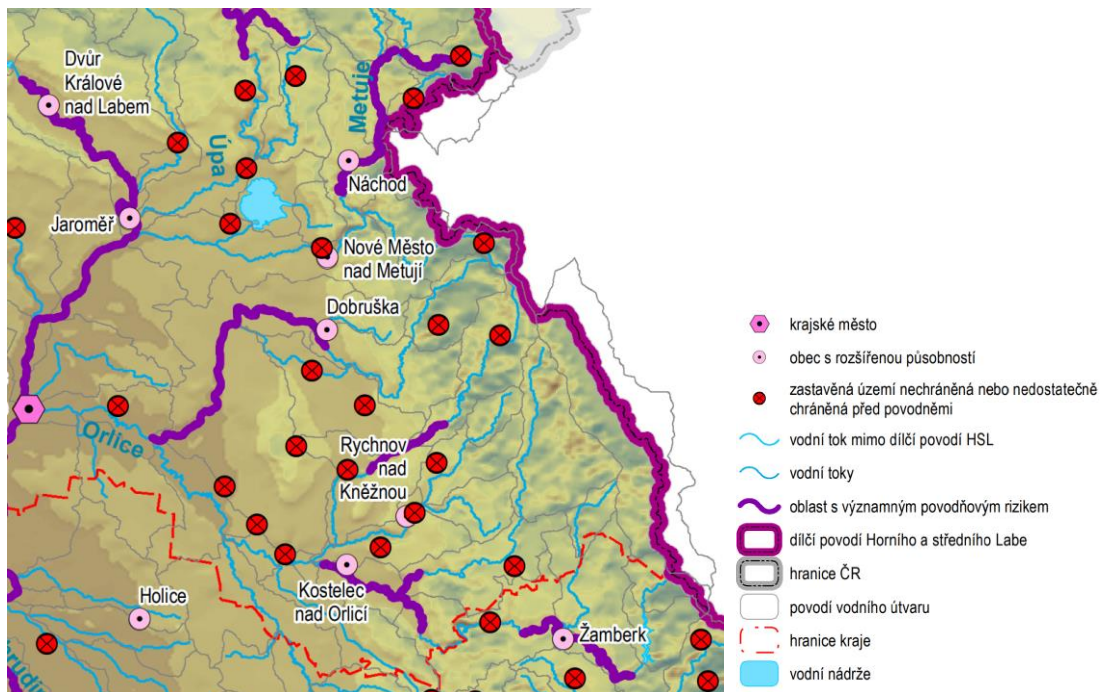 Dvůr
Králové
nad Labem
Metuje
Úpa
Náchod
Jaroměř
Nové Město
nad Metují
Dobruška
Orlice
Rychnov
nad
Kněžnou
Kostelec
nad Orlicí
Holice
Žamberk
krajské město
obec s rozšířenou působností
zastavěná území nechráněná nebo nedostatečně
chráněná před povodněmi
vodní tok mimo dílčí povodí HSL
vodní toky
oblast s významným povodňovým rizikem
dílčí povodí Horního a středního Labe
hranice ČR
povodí vodního útvaru
hranice kraje
vodní nádrže